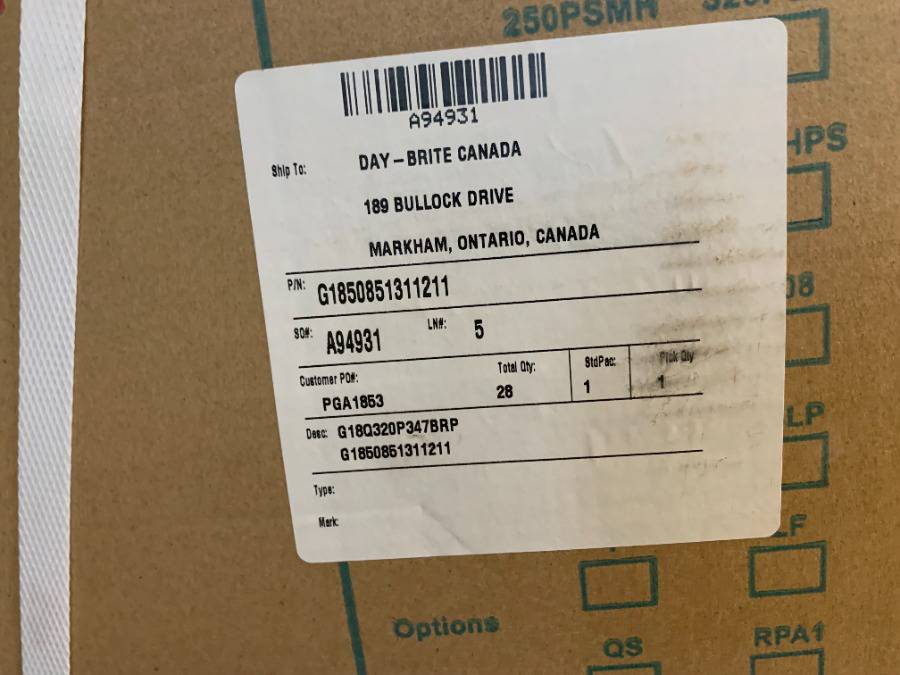 250PSMH
A94931
Ship To: DAY-BRITE CANADA
189 BULLOCK DRIVE
MARKHAM, ONTARIO, CANADA
P/N: G1850851311211
SO#: A94931 LN#: 5
Customer PO#: Total Qty: StdPac: Pick Qty
PGA1853 28 1 1
Desc: G18Q320P347BRP
G1850851311211
Type:
Mark:
HPS
08
LP
LF
Options
QS RPA1